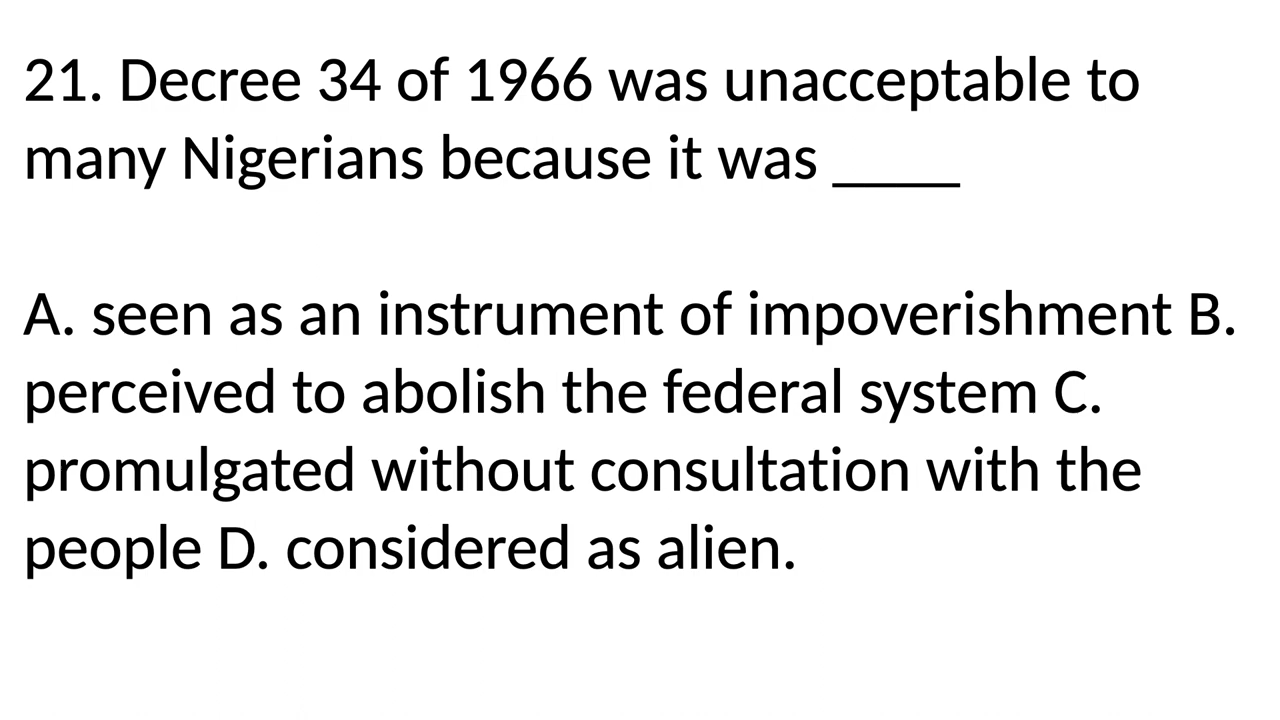 21. Decree 34 of 1966 was unacceptable to
many Nigerians because it was ____
A. seen as an instrument of impoverishment B.
perceived to abolish the federal system C.
promulgated without consultation with the
people D. considered as alien.